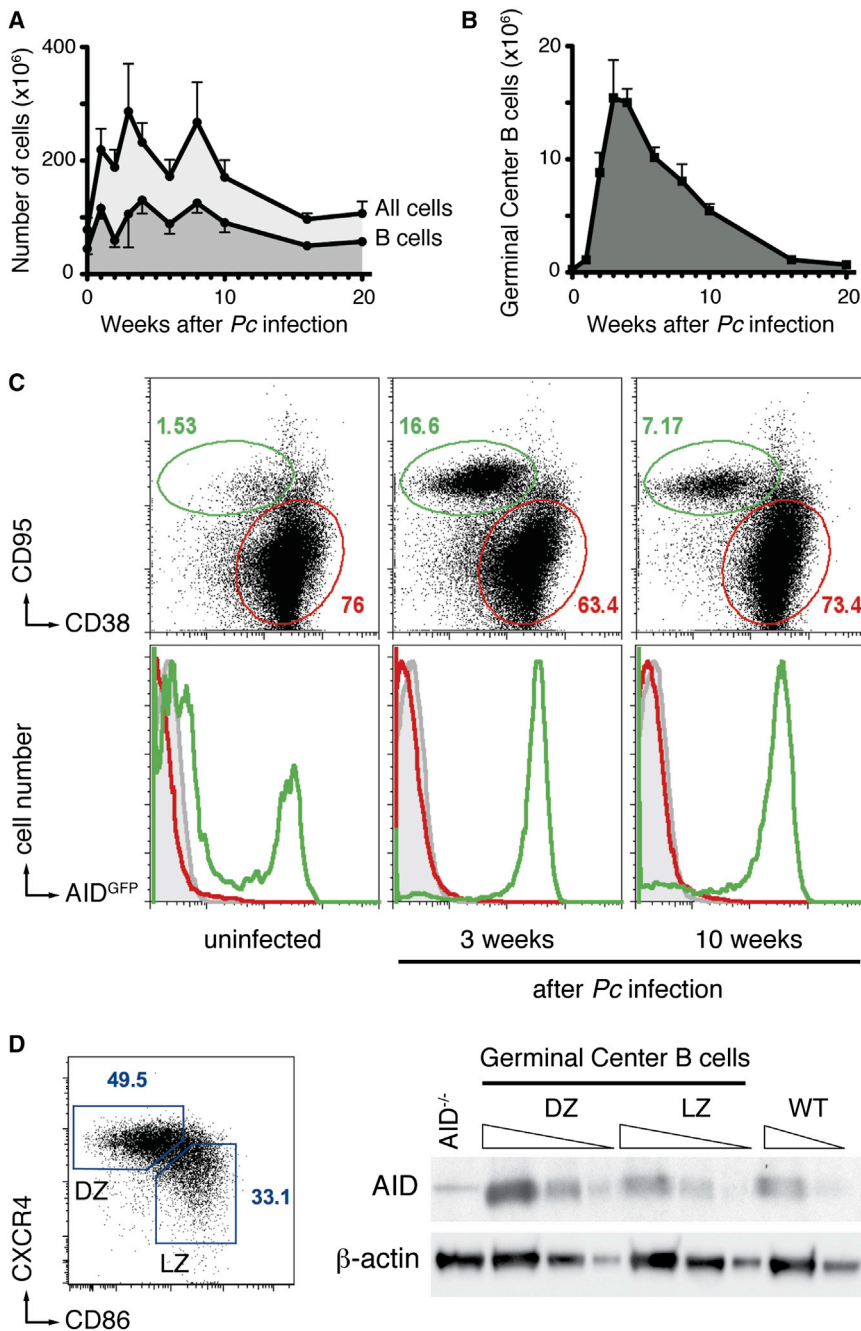 A
Number of cells (x10⁶)
400
200
0
0
10
20
All cells
B cells
Weeks after Pc infection
B
Germinal Center B cells (x10⁶)
20
10
0
0
10
20
Weeks after Pc infection
C
1.53
16.6
7.17
76
63.4
73.4
CD95
CD38
cell number
AIDᴳᶠᴾ
uninfected
3 weeks
10 weeks
after Pc infection
D
49.5
33.1
DZ
LZ
CXCR4
CD86
Germinal Center B cells
AID⁻/⁻
DZ
LZ
WT
AID
β-actin